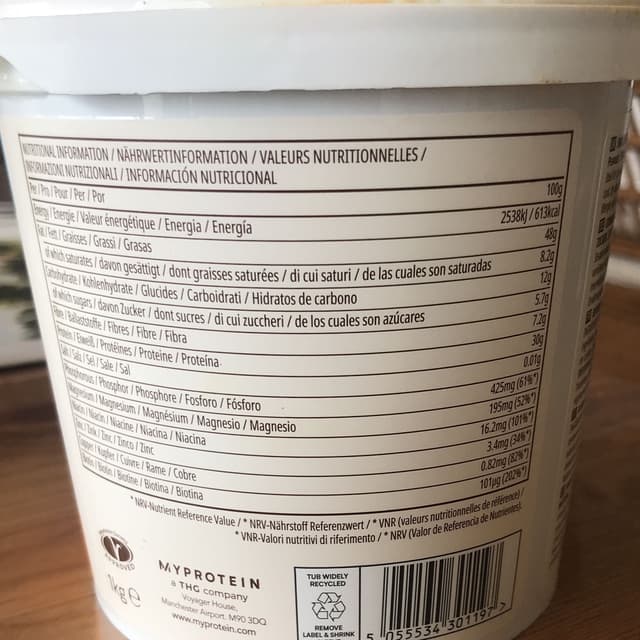 NUTRITIONAL INFORMATION / NÄHRWERTINFORMATION / VALEURS NUTRITIONNELLES /
INFORMAZIONI NUTRIZIONALI / INFORMACIÓN NUTRICIONAL
Per / Pro / Pour / Per / Por 100g
Energy / Energie / Valeur énergétique / Energia / Energía 2538kJ / 613kcal
Fat / Fett / Graisses / Grassi / Grasas 48g
of which saturates / davon gesättigt / dont graisses saturées / di cui saturi / de las cuales son saturadas 8.2g
Carbohydrate / Kohlenhydrate / Glucides / Carboidrati / Hidratos de carbono 12g
of which sugars / davon Zucker / dont sucres / di cui zuccheri / de los cuales son azúcares 5.7g
Fibre / Ballaststoffe / Fibres / Fibre / Fibra 7.2g
Protein / Eiweiß / Protéines / Proteine / Proteína 30g
Salt / Salz / Sel / Sale / Sal 0.01g
Phosphorous / Phosphor / Phosphore / Fosforo / Fósforo 425mg (61%*)
Magnesium / Magnesium / Magnésium / Magnesio / Magnesio 195mg (52%*)
Niacin / Niacin / Niacine / Niacina / Niacina 16.2mg (101%*)
Zinc / Zink / Zinc / Zinco / Zinc 3.4mg (34%*)
Copper / Kupfer / Cuivre / Rame / Cobre 0.82mg (82%*)
Biotin / Biotin / Biotine / Biotina / Biotina 101µg (202%*)
* NRV-Nutrient Reference Value / * NRV-Nährstoff Referenzwert / * VNR (valeurs nutritionnelles de référence) /
* VNR-Valori nutritivi di riferimento / * NRV (Valor de Referencia de Nutrientes).
V
APPROVED
1kg e
MYPROTEIN
a THG company
Voyager House,
Manchester Airport. M90 3DQ
www.myprotein.com
TUB WIDELY
RECYCLED
REMOVE
LABEL & SHRINK
5 055534 301197 >